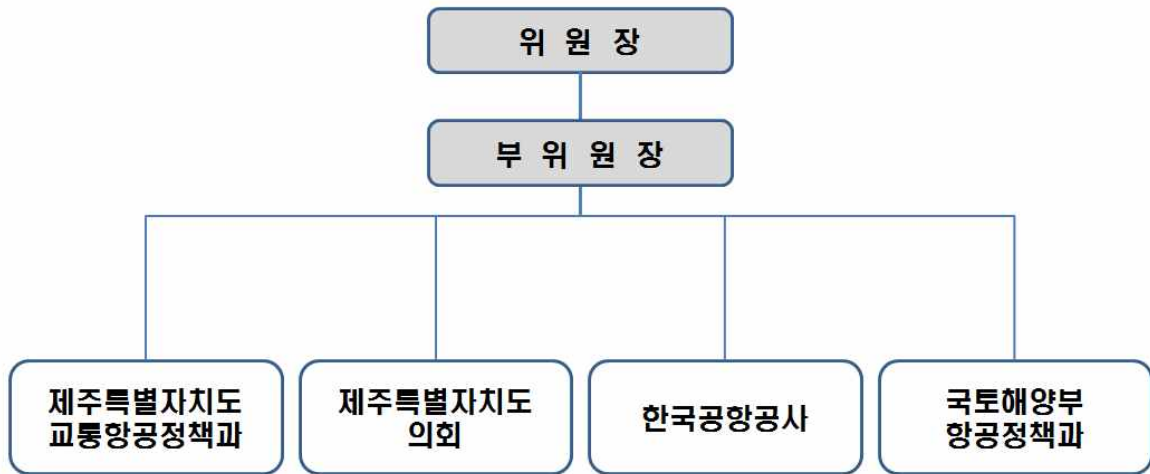 위 원 장
부 위 원 장
제주특별자치도
교통항공정책과
제주특별자치도
의회
한국공항공사
국토해양부
항공정책과